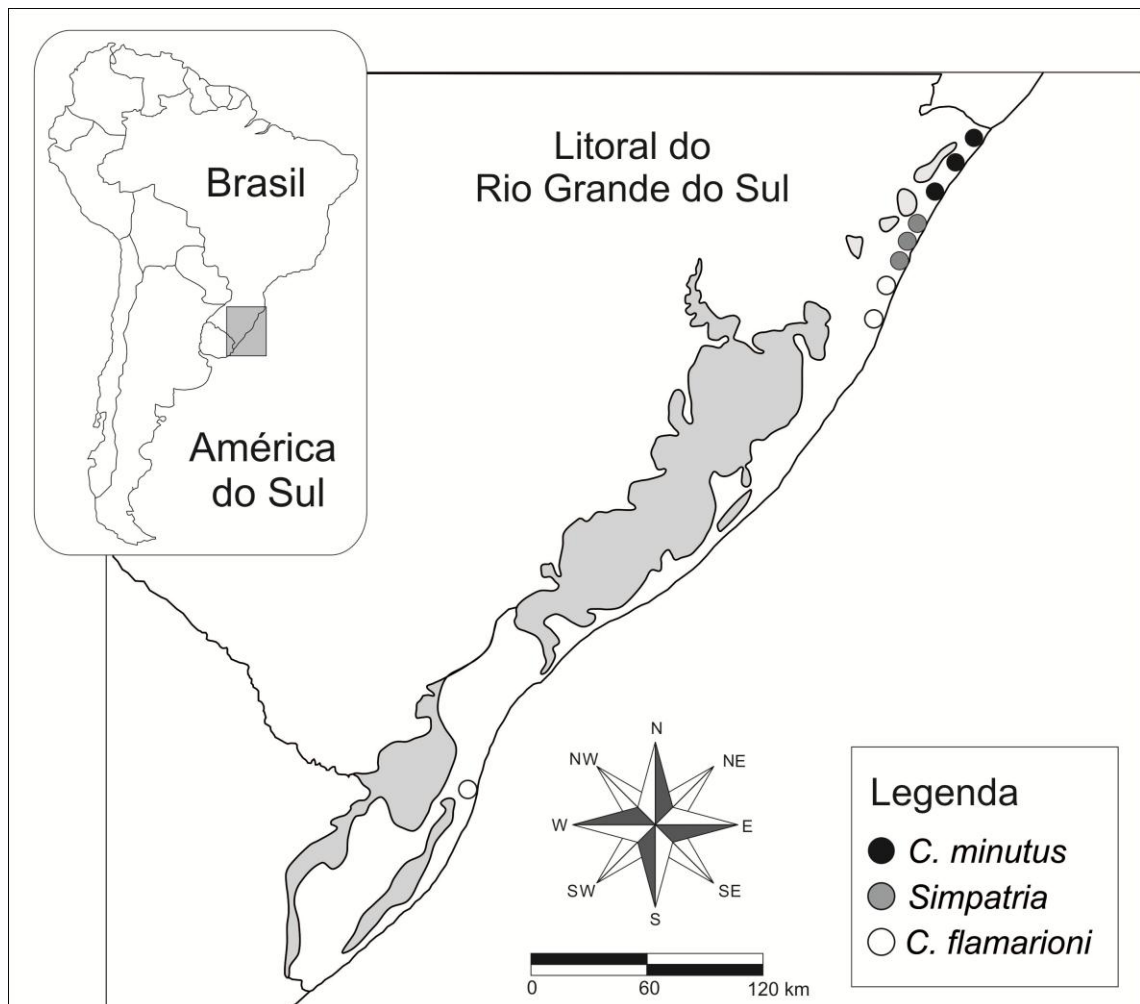 Brasil
América
do Sul
Litoral do
Rio Grande do Sul
N
NW
NE
W
E
SW
SE
S
0
60
120 km
Legenda
C. minutus
Simpatria
C. flamarioni